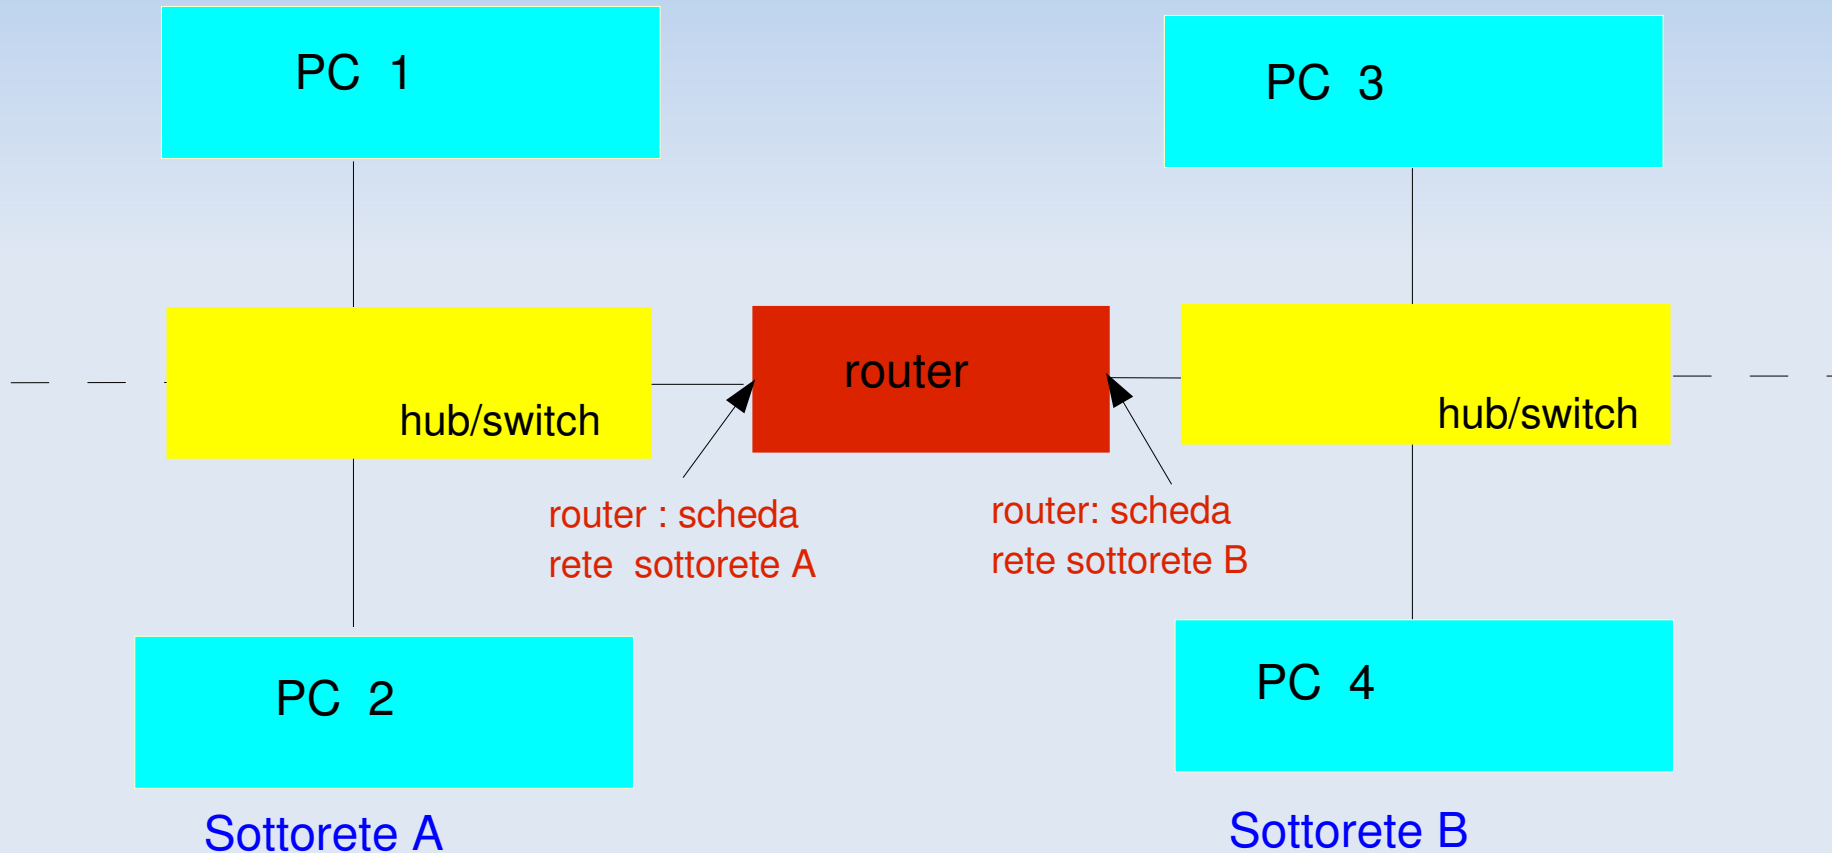 PC 1
PC 3
router
hub/switch
hub/switch
router : scheda
rete sottorete A
router: scheda
rete sottorete B
PC 2
PC 4
Sottorete A
Sottorete B